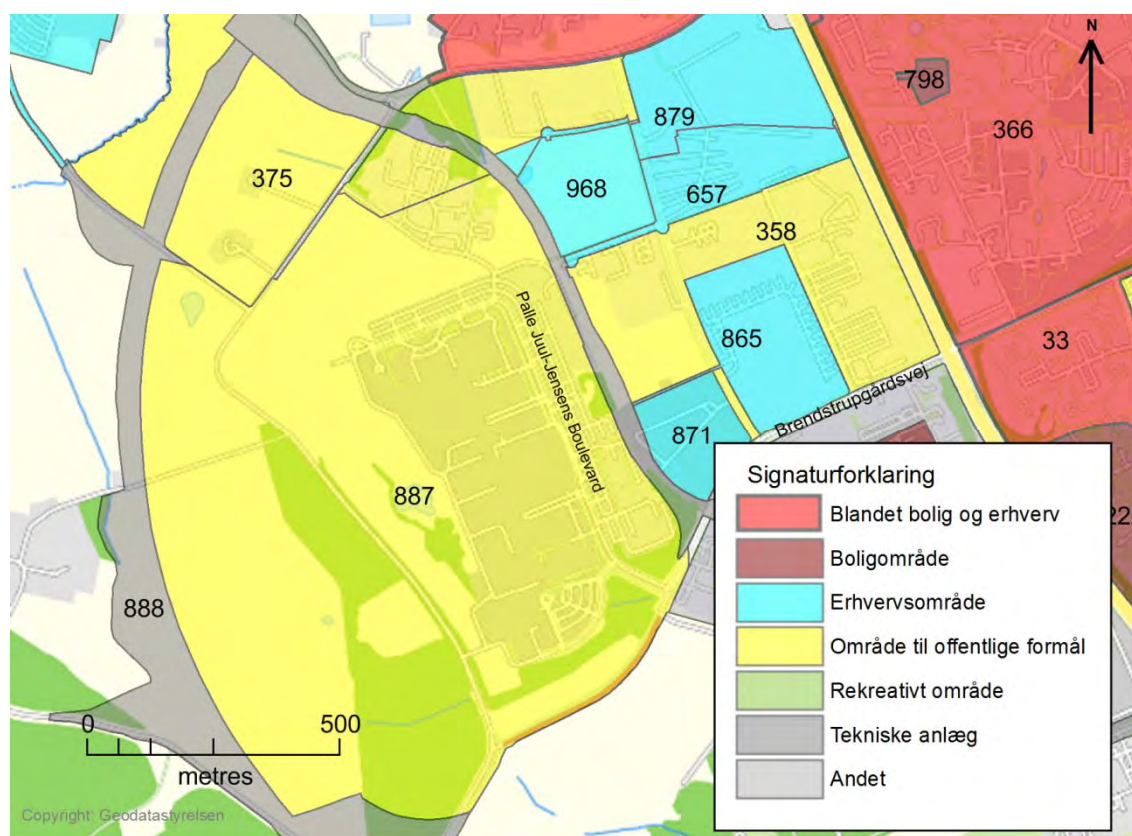 N
798
879
366
375
968
657
358
Palle Juul-Jensens Boulevard
865
33
Brendstrupgårdsvej
871
887
22
888
0 500
metres
Copyright: Geodatastyrelsen
Signaturforklaring
Blandet bolig og erhverv
Boligområde
Erhvervsområde
Område til offentlige formål
Rekreativt område
Tekniske anlæg
Andet